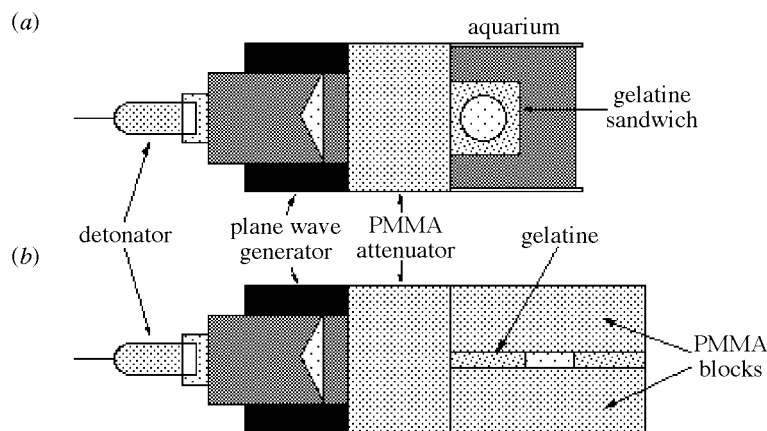 (a)
aquarium
gelatine
sandwich
detonator
plane wave
generator
PMMA
attenuator
gelatine
(b)
PMMA
blocks